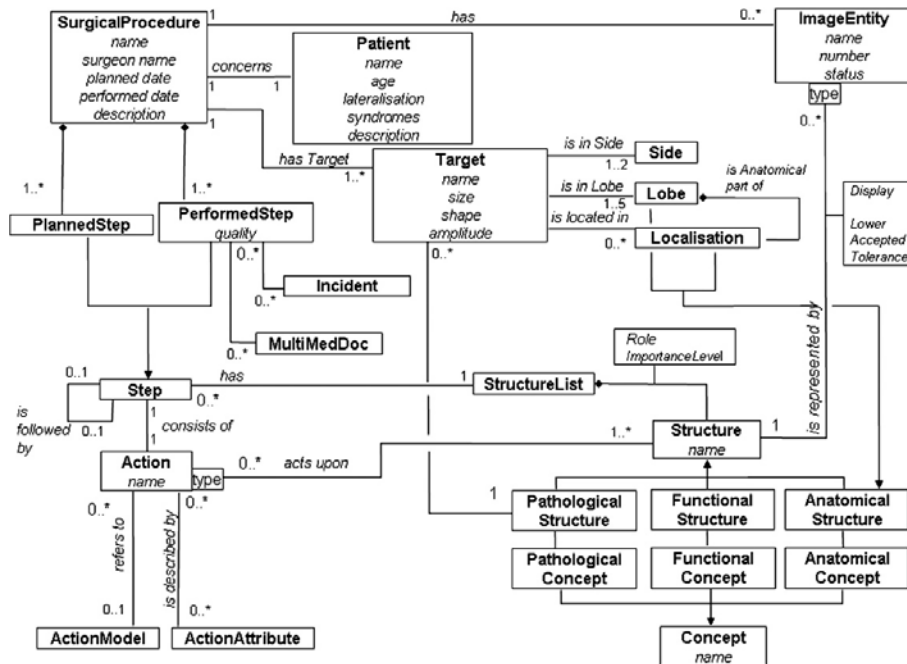 SurgicalProcedure
name
surgeon name
planned date
performed date
description
1
has
0..*
ImageEntity
name
number
status
type
0..*
concerns
1
1
Patient
name
age
lateralisation
syndromes
description
1
has Target
1..*
Target
name
size
shape
amplitude
0..*
is in Side
1..2
Side
is in Lobe
1..5
Lobe
is located in
0..*
Localisation
is Anatomical
part of
Display
Lower
Accepted
Tolerance
1..*
1..*
PlannedStep
PerformedStep
quality
0..*
0..*
Incident
0..*
MultiMedDoc
is represented by
Role
ImportanceLevel
0..1
Step
has
0..*
1
StructureList
is
followed
by
0..1
1
1
consists of
Action
name
type
0..*
acts upon
1..*
Structure
name
1
0..*
0..*
refers to
is described by
0..1
0..*
ActionModel
ActionAttribute
1
Pathological
Structure
Functional
Structure
Anatomical
Structure
Pathological
Concept
Functional
Concept
Anatomical
Concept
Concept
name